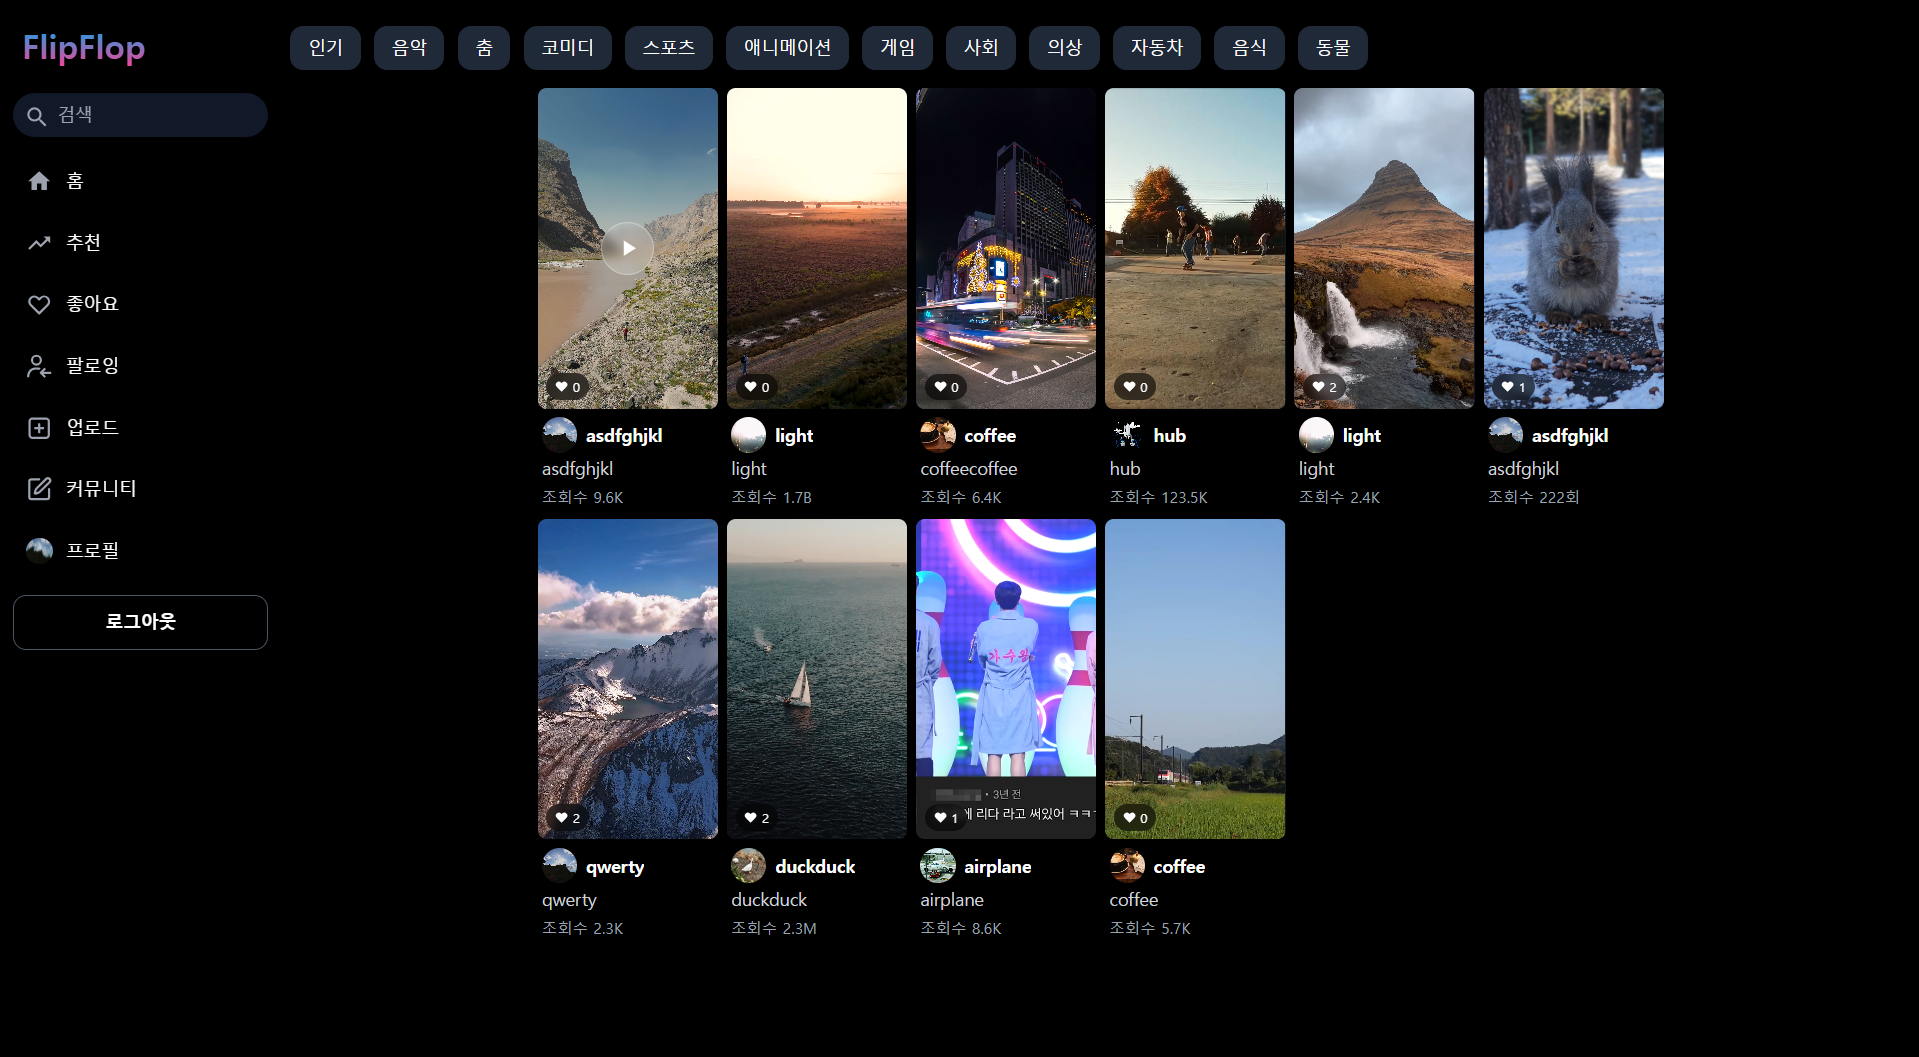 FlipFlop
검색
홈
추천
좋아요
팔로잉
업로드
커뮤니티
프로필
로그아웃
인기 음악 춤 코미디 스포츠 애니메이션 게임 사회 의상 자동차 음식 동물
0
asdfghjkl
asdfghjkl
조회수 9.6K
0
light
light
조회수 1.7B
0
coffee
coffeecoffee
조회수 6.4K
0
hub
hub
조회수 123.5K
2
light
light
조회수 2.4K
1
asdfghjkl
asdfghjkl
조회수 222회
2
qwerty
qwerty
조회수 2.3K
2
duckduck
duckduck
조회수 2.3M
가수왕
• 3년 전
리다 라고 써있어 ㅋㅋ
1
airplane
airplane
조회수 8.6K
0
coffee
coffee
조회수 5.7K